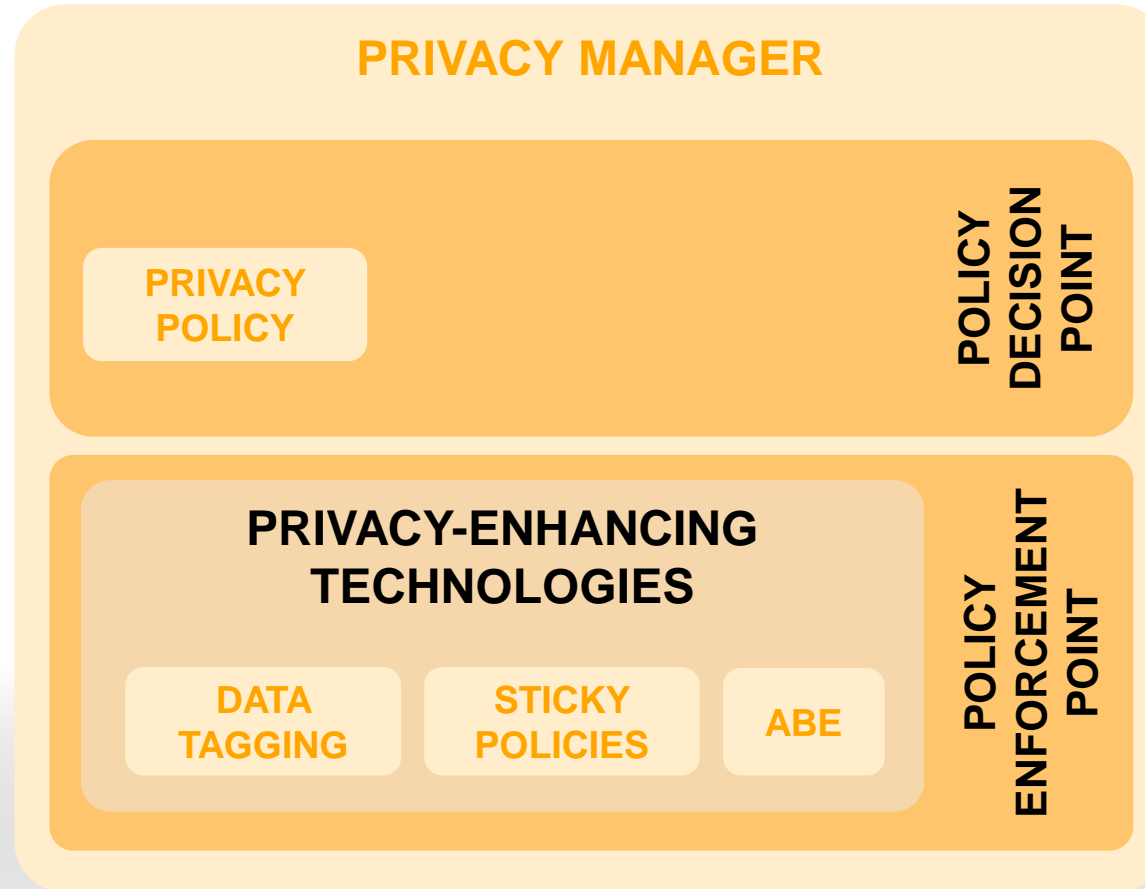 PRIVACY MANAGER
PRIVACY
POLICY
POLICY
DECISION
POINT
PRIVACY-ENHANCING
TECHNOLOGIES
DATA
TAGGING
STICKY
POLICIES
ABE
POLICY
ENFORCEMENT
POINT